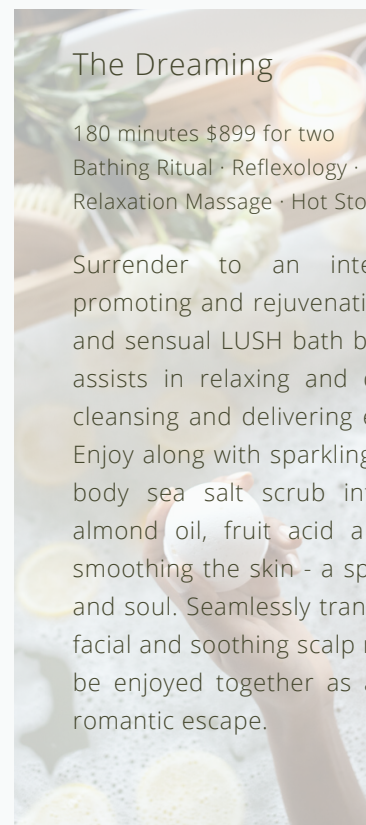 The Dreaming
180 minutes $899 for two
Bathing Ritual · Reflexology ·
Relaxation Massage · Hot Sto
Surrender to an inte
promoting and rejuvenati
and sensual LUSH bath b
assists in relaxing and
cleansing and delivering e
Enjoy along with sparkling
body sea salt scrub in
almond oil, fruit acid a
smoothing the skin - a sp
and soul. Seamlessly tran
facial and soothing scalp
be enjoyed together as
romantic escape.